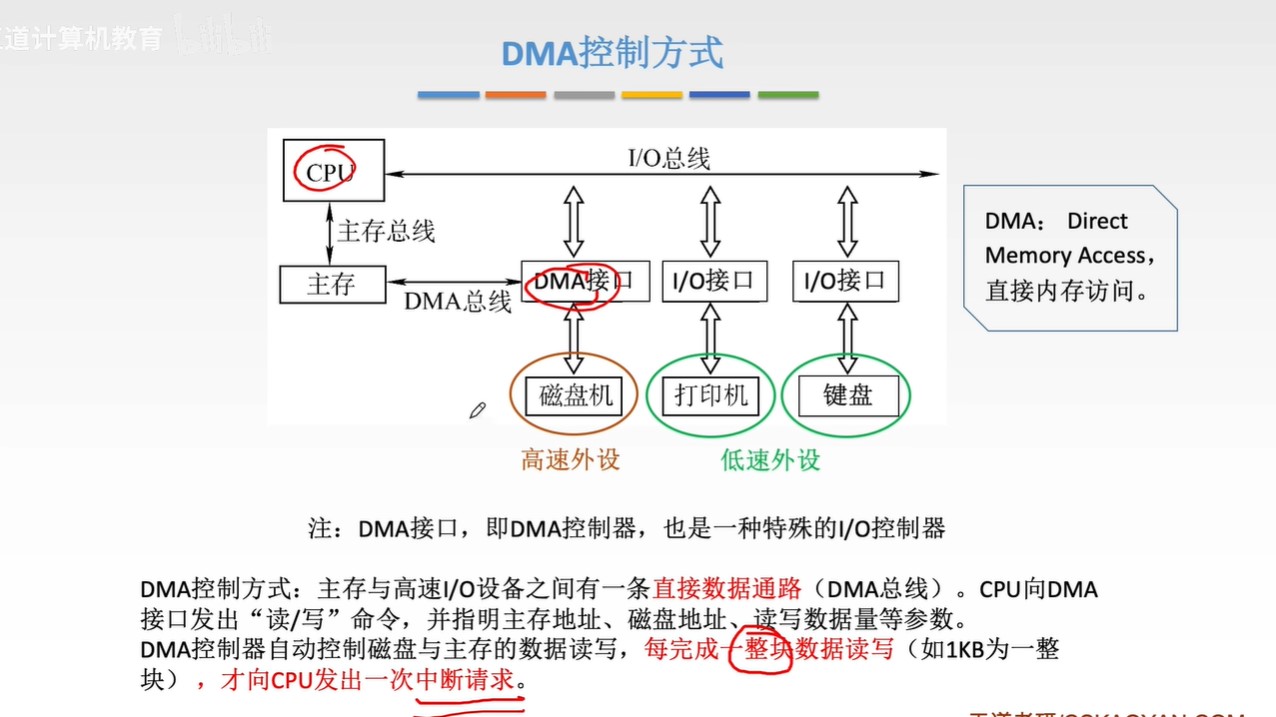 道计算机教育
DMA控制方式
CPU
I/O总线
主存总线
主存
DMA总线
DMA接口
I/O接口
I/O接口
磁盘机
打印机
键盘
高速外设
低速外设
DMA： Direct
Memory Access，
直接内存访问。
注：DMA接口，即DMA控制器，也是一种特殊的I/O控制器
DMA控制方式：主存与高速I/O设备之间有一条直接数据通路（DMA总线）。CPU向DMA
接口发出“读/写”命令，并指明主存地址、磁盘地址、读写数据量等参数。
DMA控制器自动控制磁盘与主存的数据读写，每完成一整块数据读写（如1KB为一整
块），才向CPU发出一次中断请求。